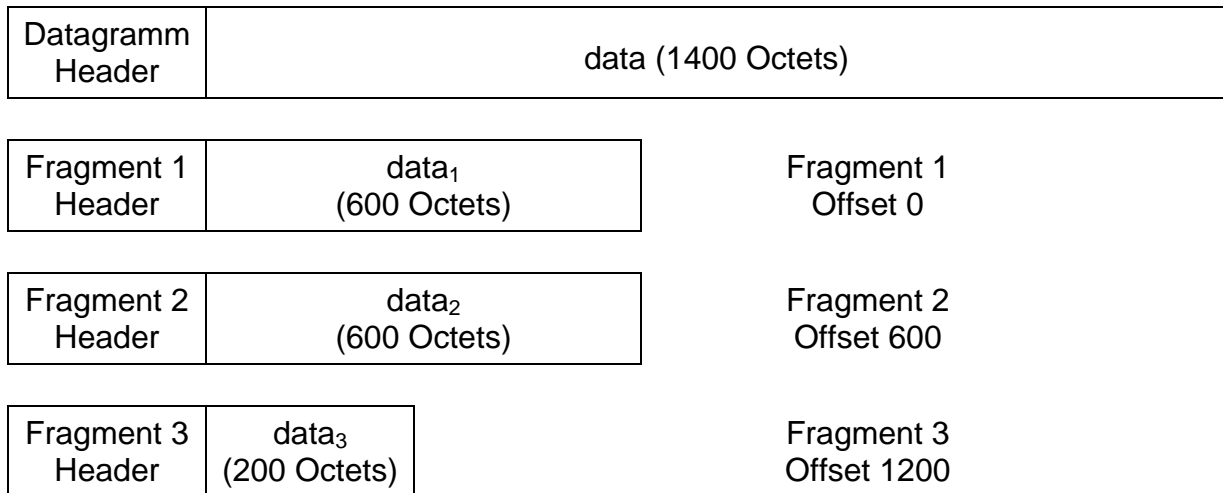 Datagramm
Header
data (1400 Octets)
Fragment 1
Header
data₁
(600 Octets)
Fragment 1
Offset 0
Fragment 2
Header
data₂
(600 Octets)
Fragment 2
Offset 600
Fragment 3
Header
data₃
(200 Octets)
Fragment 3
Offset 1200